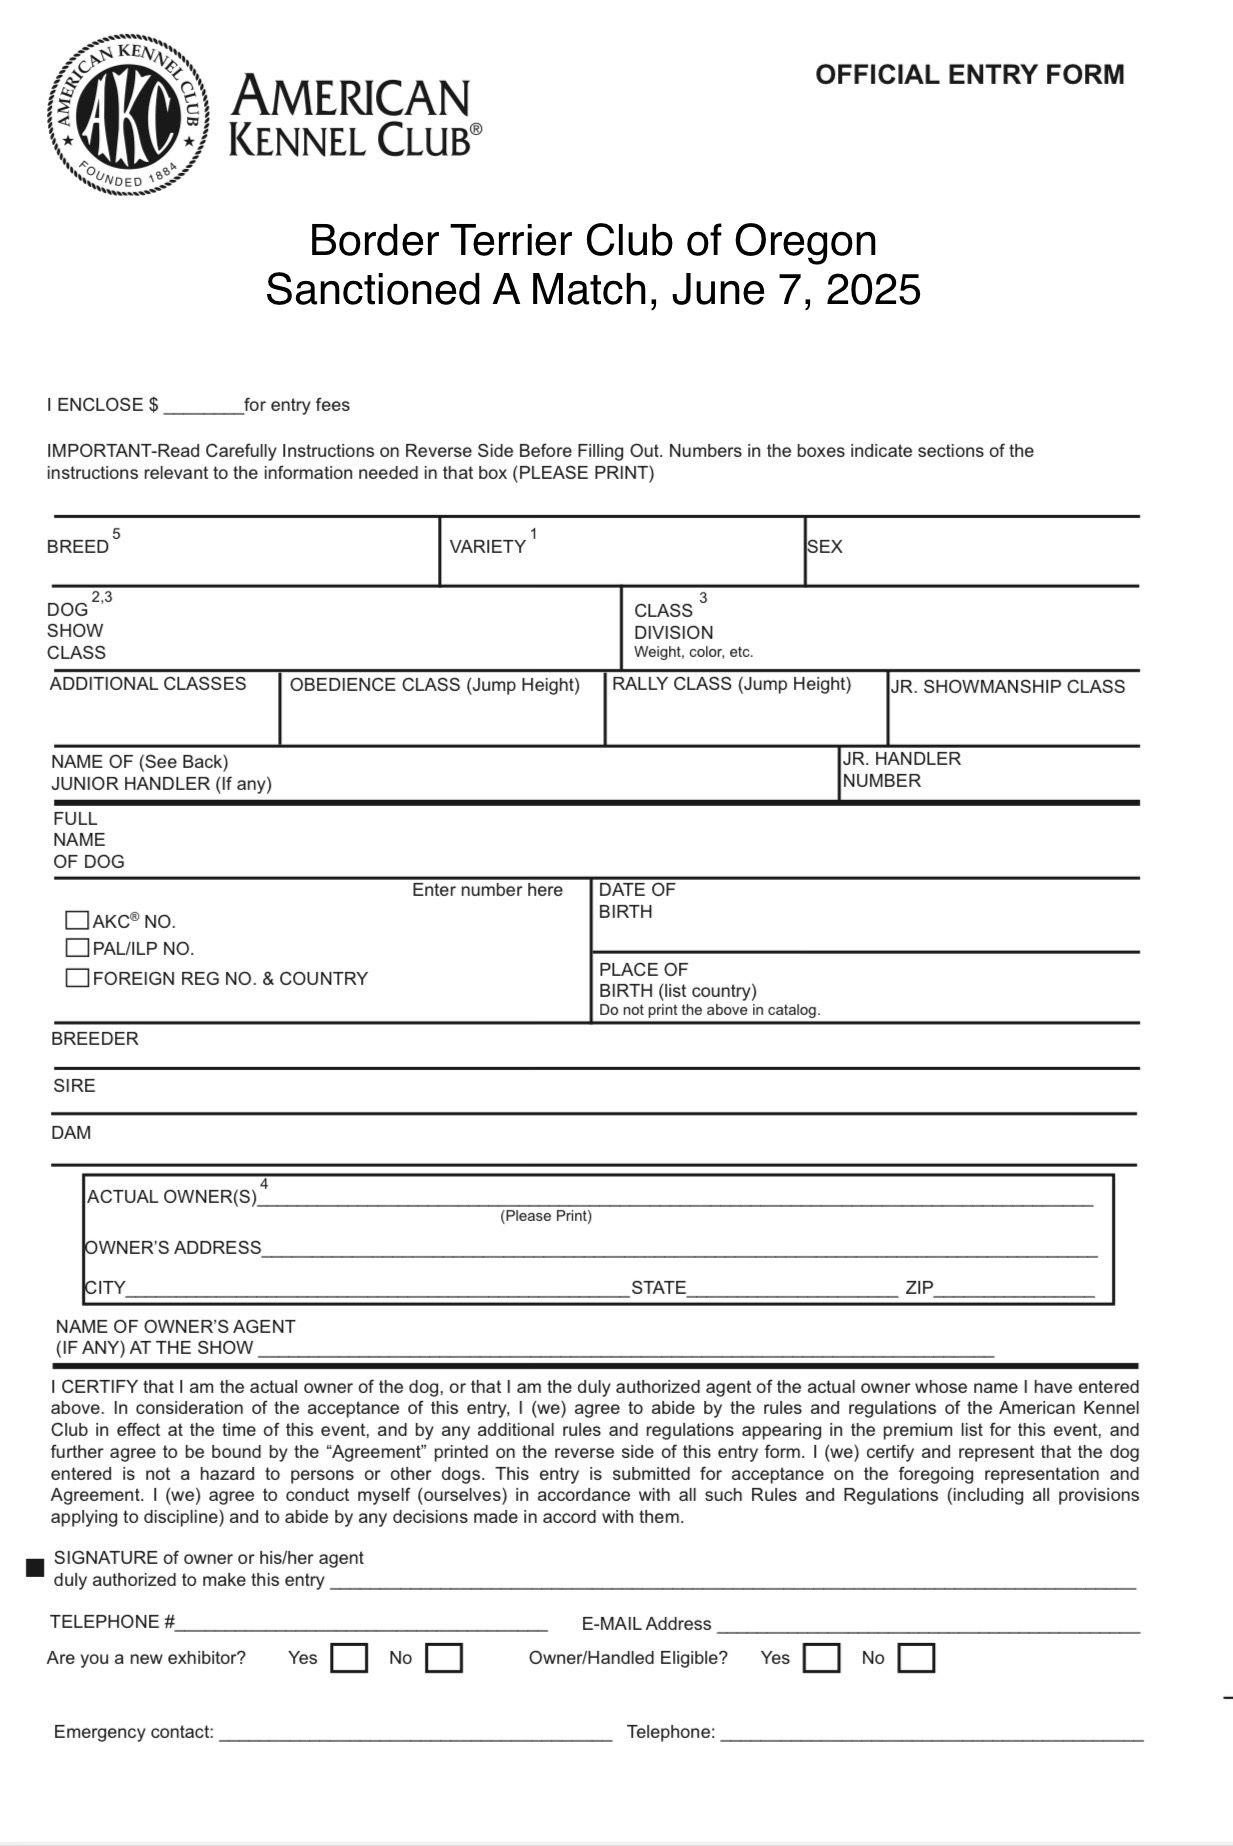 AMERICAN KENNEL CLUB
AKC
FOUNDED 1884
AMERICAN
KENNEL CLUB®
OFFICIAL ENTRY FORM
Border Terrier Club of Oregon
Sanctioned A Match, June 7, 2025
I ENCLOSE $ ________for entry fees
IMPORTANT-Read Carefully Instructions on Reverse Side Before Filling Out. Numbers in the boxes indicate sections of the
instructions relevant to the information needed in that box (PLEASE PRINT)
BREED 5
VARIETY 1
SEX
DOG 2,3
SHOW
CLASS
CLASS 3
DIVISION
Weight, color, etc.
ADDITIONAL CLASSES
OBEDIENCE CLASS (Jump Height)
RALLY CLASS (Jump Height)
JR. SHOWMANSHIP CLASS
NAME OF (See Back)
JUNIOR HANDLER (If any)
JR. HANDLER
NUMBER
FULL
NAME
OF DOG
Enter number here
AKC® NO.
PAL/ILP NO.
FOREIGN REG NO. & COUNTRY
DATE OF
BIRTH
PLACE OF
BIRTH (list country)
Do not print the above in catalog.
BREEDER
SIRE
DAM
ACTUAL OWNER(S) 4
(Please Print)
OWNER'S ADDRESS
CITY STATE ZIP
NAME OF OWNER'S AGENT
(IF ANY) AT THE SHOW
I CERTIFY that I am the actual owner of the dog, or that I am the duly authorized agent of the actual owner whose name I have entered
above. In consideration of the acceptance of this entry, I (we) agree to abide by the rules and regulations of the American Kennel
Club in effect at the time of this event, and by any additional rules and regulations appearing in the premium list for this event, and
further agree to be bound by the “Agreement” printed on the reverse side of this entry form. I (we) certify and represent that the dog
entered is not a hazard to persons or other dogs. This entry is submitted for acceptance on the foregoing representation and
Agreement. I (we) agree to conduct myself (ourselves) in accordance with all such Rules and Regulations (including all provisions
applying to discipline) and to abide by any decisions made in accord with them.
SIGNATURE of owner or his/her agent
duly authorized to make this entry
TELEPHONE # E-MAIL Address
Are you a new exhibitor? Yes No Owner/Handled Eligible? Yes No
Emergency contact: Telephone: